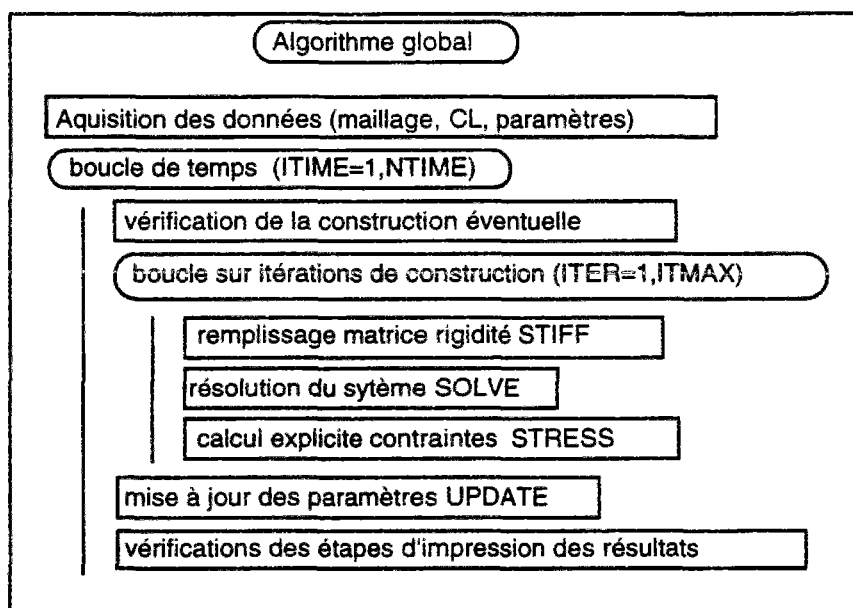 Algorithme global
Aquisition des données (maillage, CL, paramètres)
boucle de temps (ITIME=1,NTIME)
vérification de la construction éventuelle
boucle sur itérations de construction (ITER=1,ITMAX)
remplissage matrice rigidité STIFF
résolution du sytème SOLVE
calcul explicite contraintes STRESS
mise à jour des paramètres UPDATE
vérifications des étapes d'impression des résultats